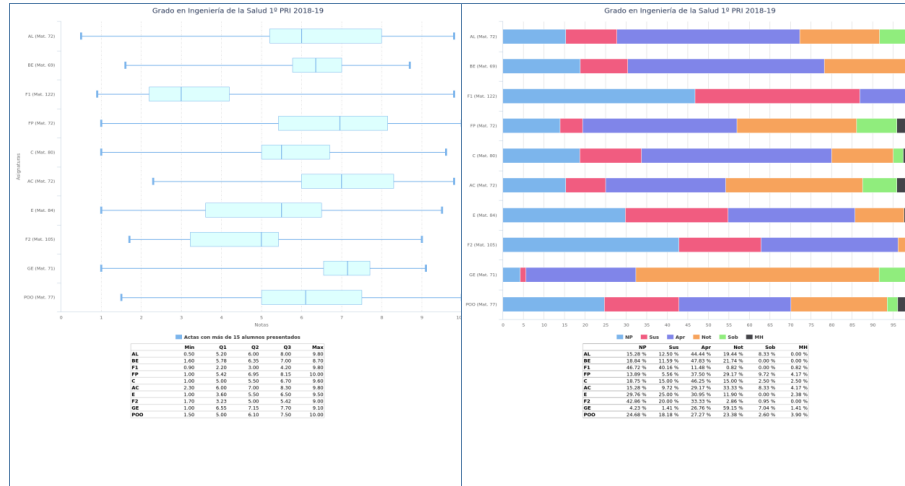 Grado en Ingeniería de la Salud 1º PRI 2018-19
AL (Mat. 72)
BE (Mat. 69)
F1 (Mat. 122)
FP (Mat. 72)
C (Mat. 80)
AC (Mat. 72)
E (Mat. 84)
F2 (Mat. 105)
GE (Mat. 71)
POO (Mat. 77)
Asignaturas
0 1 2 3 4 5 6 7 8 9 10
Notas
Actas con más de 15 alumnos presentados
Min Q1 Q2 Q3 Max
AL 0.50 5.20 6.00 8.00 9.80
BE 1.60 5.78 6.35 7.00 8.70
F1 0.90 2.20 3.00 4.20 9.80
FP 1.00 5.42 6.95 8.15 10.00
C 1.00 5.00 5.50 6.70 9.60
AC 2.30 6.00 7.00 8.30 9.80
E 1.00 3.60 5.50 6.50 9.50
F2 1.70 3.23 5.00 5.42 9.00
GE 1.00 6.55 7.15 7.70 9.10
POO 1.50 5.00 6.10 7.50 10.00
Grado en Ingeniería de la Salud 1º PRI 2018-19
AL (Mat. 72)
BE (Mat. 69)
F1 (Mat. 122)
FP (Mat. 72)
C (Mat. 80)
AC (Mat. 72)
E (Mat. 84)
F2 (Mat. 105)
GE (Mat. 71)
POO (Mat. 77)
0 5 10 15 20 25 30 35 40 45 50 55 60 65 70 75 80 85 90 95
NP Sus Apr Not Sob MH
NP Sus Apr Not Sob MH
AL 15.28 % 12.50 % 44.44 % 19.44 % 8.33 % 0.00 %
BE 18.84 % 11.59 % 47.83 % 21.74 % 0.00 % 0.00 %
F1 46.72 % 40.16 % 11.48 % 0.82 % 0.00 % 0.82 %
FP 13.89 % 5.56 % 37.50 % 29.17 % 9.72 % 4.17 %
C 18.75 % 15.00 % 46.25 % 15.00 % 2.50 % 2.50 %
AC 15.28 % 9.72 % 29.17 % 33.33 % 8.33 % 4.17 %
E 29.76 % 25.00 % 30.95 % 11.90 % 0.00 % 2.38 %
F2 42.86 % 20.00 % 33.33 % 2.86 % 0.95 % 0.00 %
GE 4.23 % 1.41 % 26.76 % 59.15 % 7.04 % 1.41 %
POO 24.68 % 18.18 % 27.27 % 23.38 % 2.60 % 3.90 %